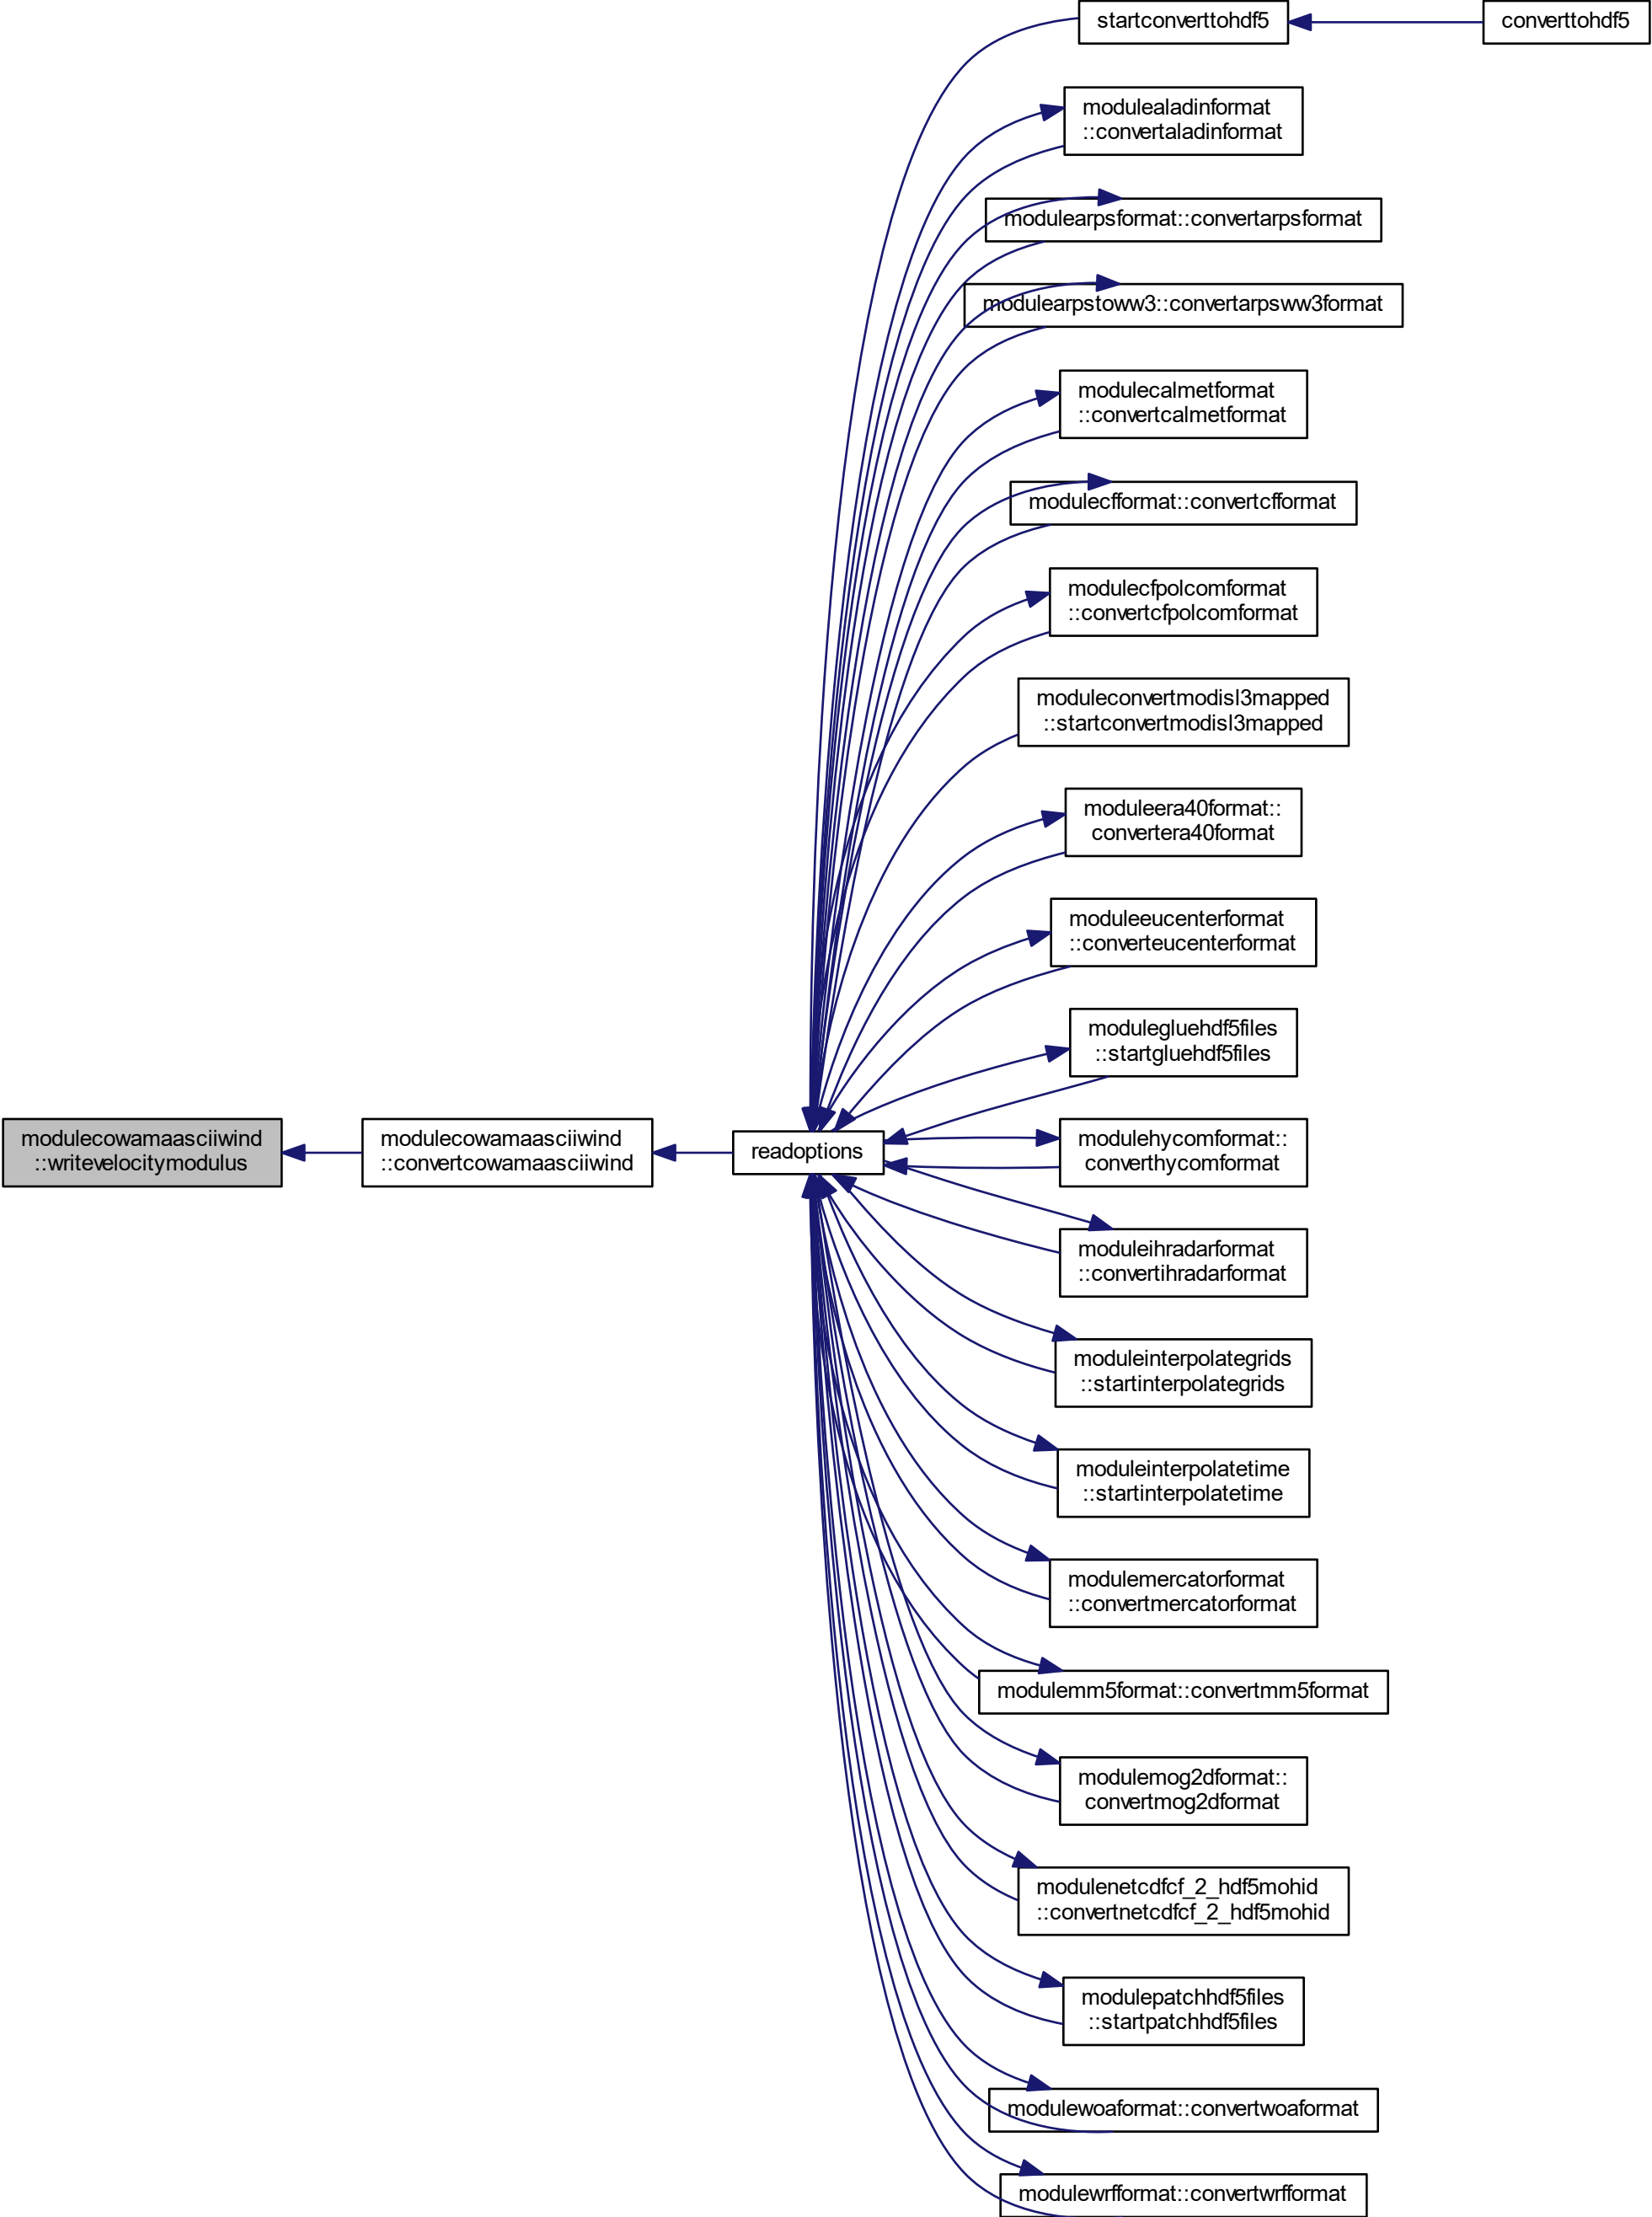 startconverttohdf5
converttohdf5
modulealadinformat
::convertaladinformat
modulearpsformat::convertarpsformat
modulearpstoww3::convertarpsww3format
modulecalmetformat
::convertcalmetformat
modulecfformat::convertcfformat
modulecfpolcomformat
::convertcfpolcomformat
moduleconvertmodisl3mapped
::startconvertmodisl3mapped
moduleera40format::
convertera40format
moduleeucenterformat
::converteucenterformat
modulegluehdf5files
::startgluehdf5files
modulecowamaasciiwind
::writevelocitymodulus
modulecowamaasciiwind
::convertcowamaasciiwind
readoptions
modulehycomformat::
converthycomformat
moduleihradarformat
::convertihradarformat
moduleinterpolategrids
::startinterpolategrids
moduleinterpolatetime
::startinterpolatetime
modulemercatorformat
::convertmercatorformat
modulemm5format::convertmm5format
modulemog2dformat::
convertmog2dformat
modulenetcdfcf_2_hdf5mohid
::convertnetcdfcf_2_hdf5mohid
modulepatchhdf5files
::startpatchhdf5files
modulewoaformat::convertwoaformat
modulewrfformat::convertwrfformat